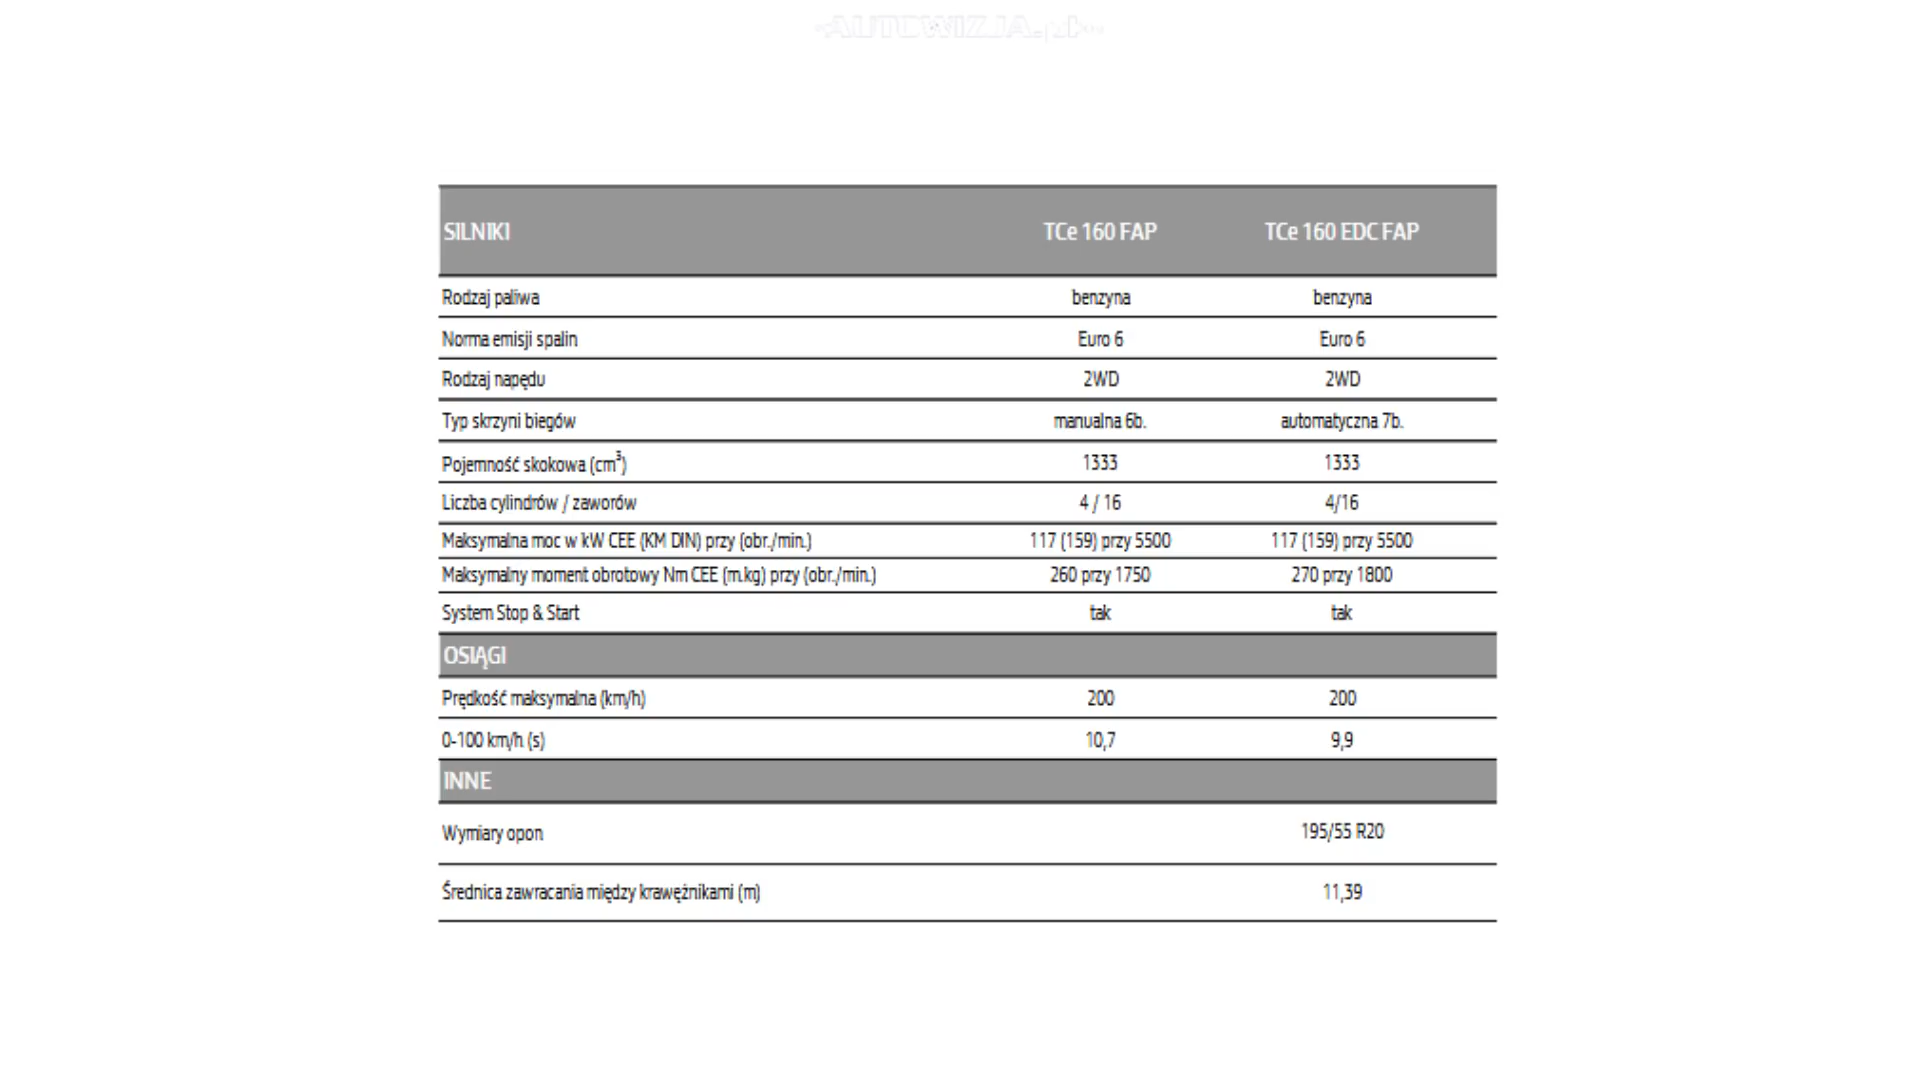 AUTOWIZJA.pl
SILNIKI TCe 160 FAP TCe 160 EDC FAP
Rodzaj paliwa benzyna benzyna
Norma emisji spalin Euro 6 Euro 6
Rodzaj napędu 2WD 2WD
Typ skrzyni biegów manualna 6b. automatyczna 7b.
Pojemność skokowa (cm³) 1333 1333
Liczba cylindrów / zaworów 4 / 16 4/16
Maksymalna moc w kW CEE (KM DIN) przy (obr./min.) 117 (159) przy 5500 117 (159) przy 5500
Maksymalny moment obrotowy Nm CEE (m.kg) przy (obr./min.) 260 przy 1750 270 przy 1800
System Stop & Start tak tak
OSIĄGI
Prędkość maksymalna (km/h) 200 200
0-100 km/h (s) 10,7 9,9
INNE
Wymiary opon 195/55 R20
Średnica zawracania między krawężnikami (m) 11,39